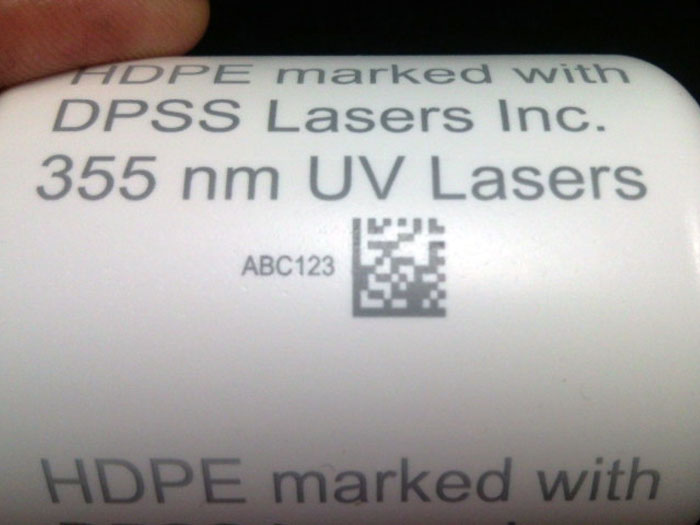 HDPE marked with
DPSS Lasers Inc.
355 nm UV Lasers
ABC123
HDPE marked with